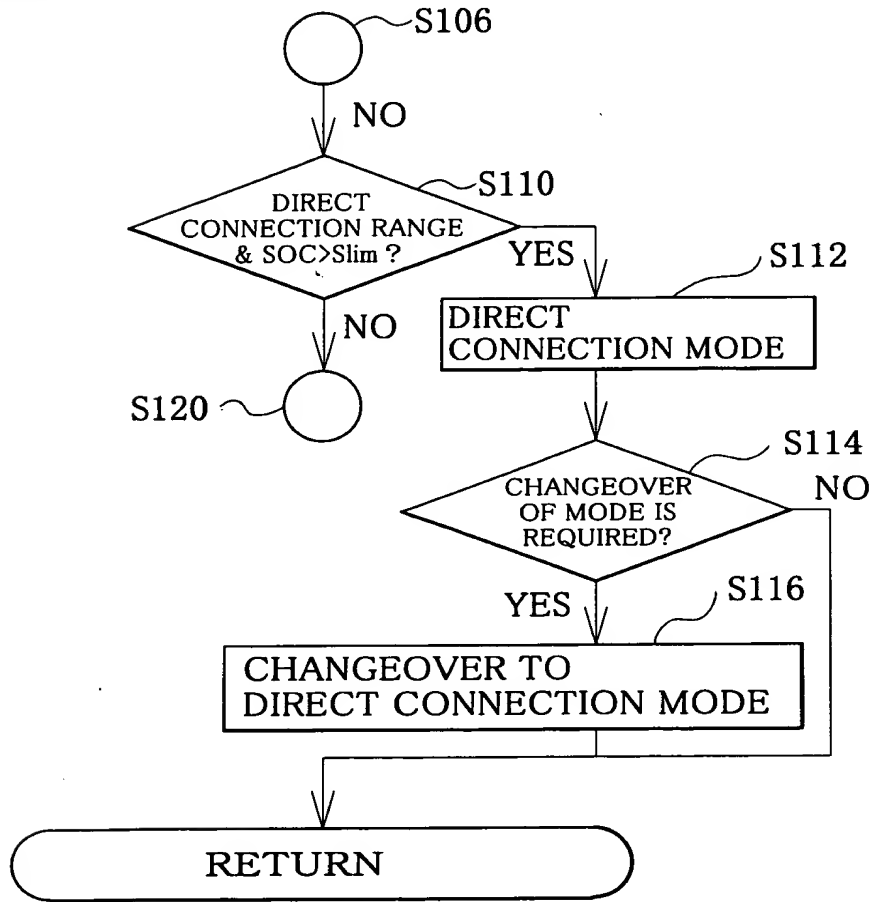 S106
NO
S110
DIRECT
CONNECTION RANGE
& SOC>Slim ?
YES
S112
NO
DIRECT
CONNECTION MODE
S120
S114
NO
CHANGEOVER
OF MODE IS
REQUIRED?
YES
S116
CHANGEOVER TO
DIRECT CONNECTION MODE
RETURN